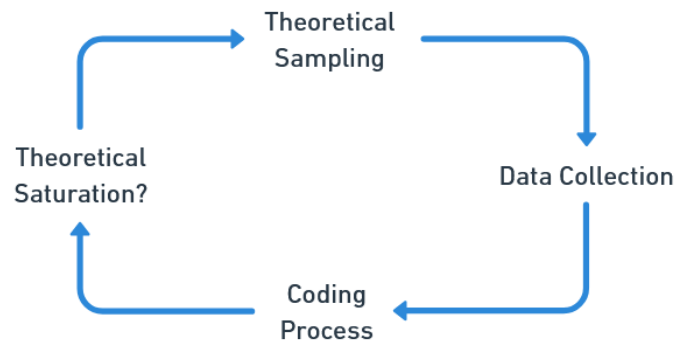 Theoretical
Sampling
Theoretical
Saturation?
Data Collection
Coding
Process